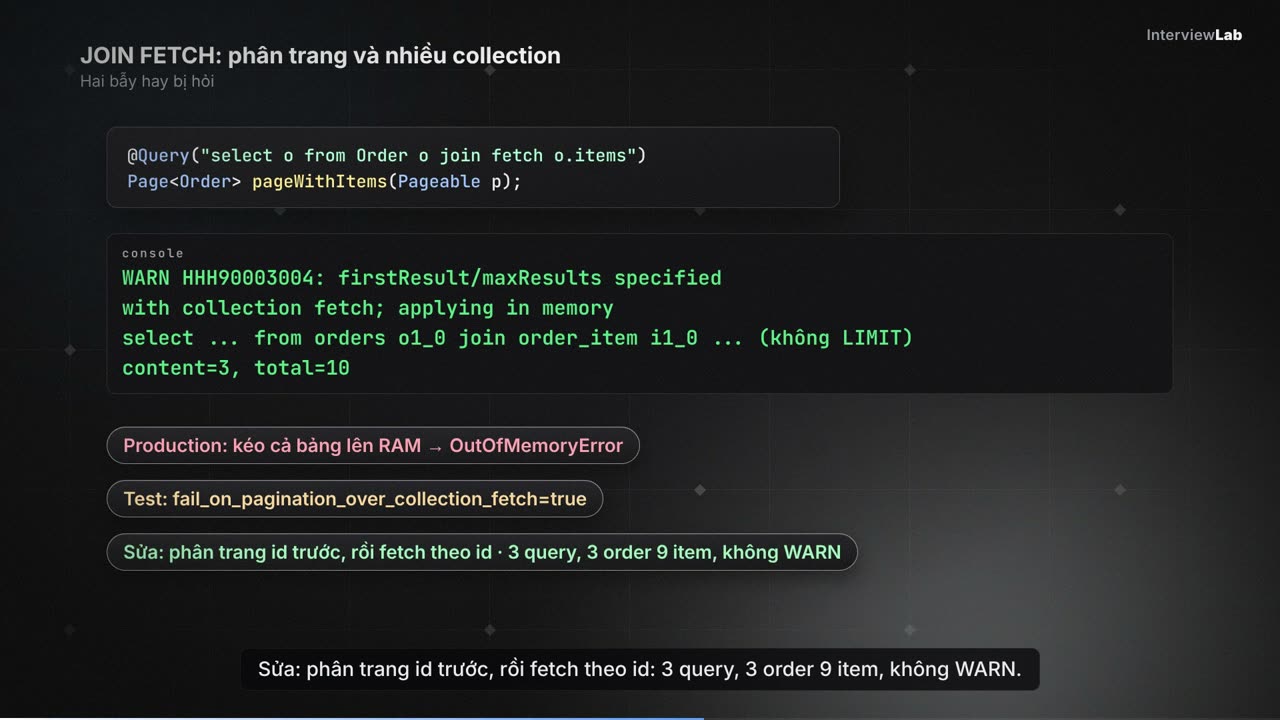 InterviewLab
JOIN FETCH: phân trang và nhiều collection
Hai bẫy hay bị hỏi
@Query("select o from Order o join fetch o.items")
Page<Order> pageWithItems(Pageable p);
console
WARN HHH90003004: firstResult/maxResults specified
with collection fetch; applying in memory
select ... from orders o1_0 join order_item i1_0 ... (không LIMIT)
content=3, total=10
Production: kéo cả bảng lên RAM → OutOfMemoryError
Test: fail_on_pagination_over_collection_fetch=true
Sửa: phân trang id trước, rồi fetch theo id · 3 query, 3 order 9 item, không WARN
Sửa: phân trang id trước, rồi fetch theo id: 3 query, 3 order 9 item, không WARN.